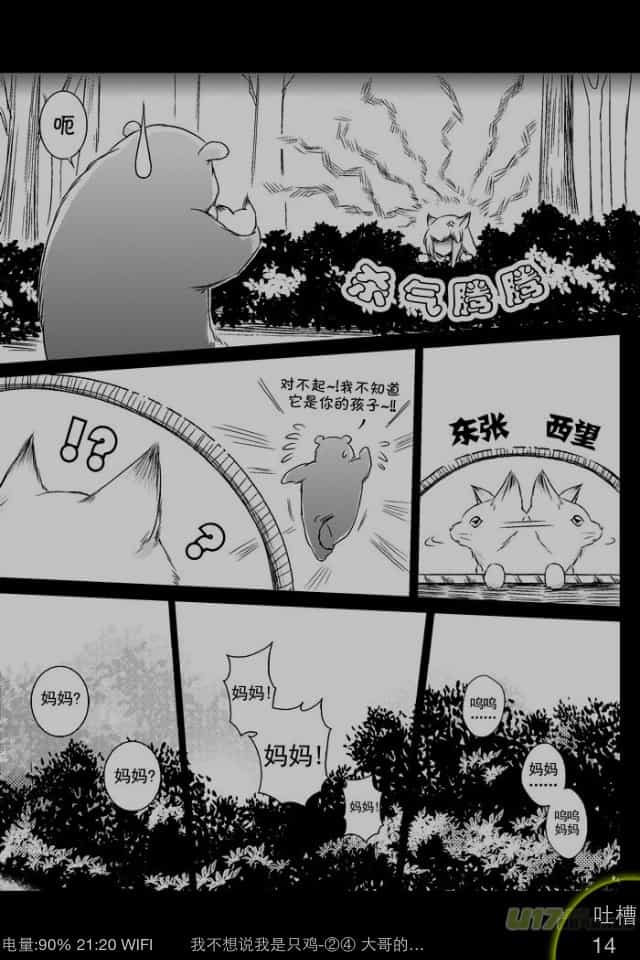 呃
杀气腾腾
对不起~!我不知道
它是你的孩子~!!
!?
?
东张 西望
妈妈?
妈妈?
妈妈!
妈妈!
妈妈!
呜呜
……
妈妈
……
呜呜
妈妈
U17
吐槽
14
电量:90% 21:20 WIFI 我不想说我是只鸡-②④ 大哥的...